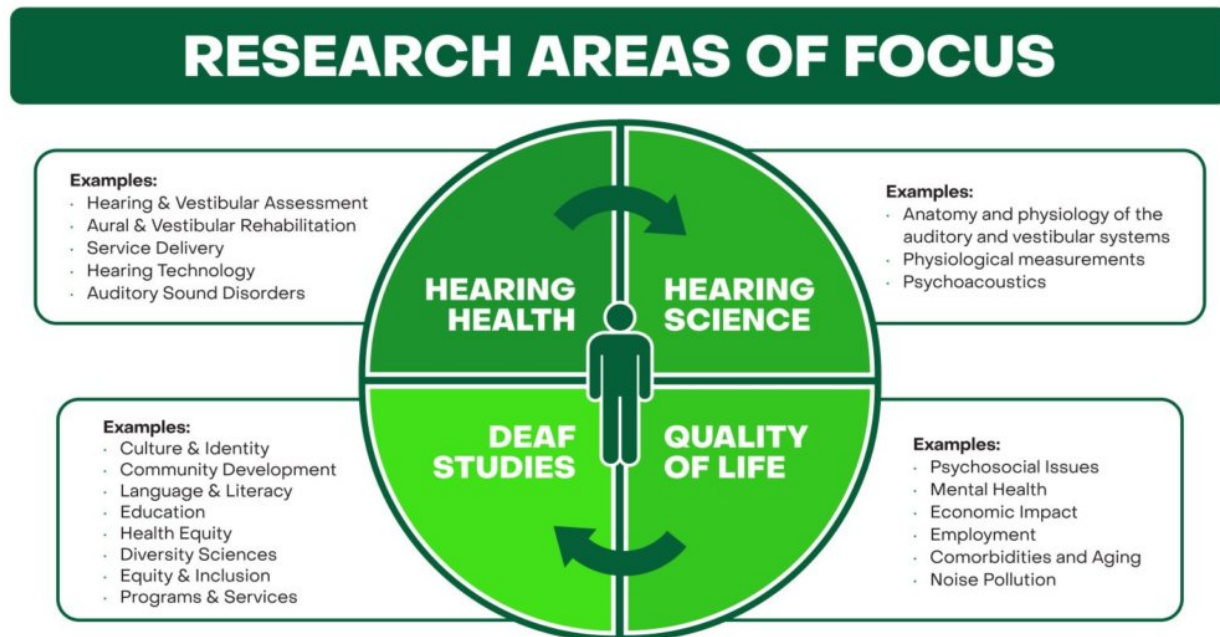 RESEARCH AREAS OF FOCUS
Examples:
· Hearing & Vestibular Assessment
· Aural & Vestibular Rehabilitation
· Service Delivery
· Hearing Technology
· Auditory Sound Disorders
HEARING
HEALTH
HEARING
SCIENCE
Examples:
· Anatomy and physiology of the
auditory and vestibular systems
· Physiological measurements
· Psychoacoustics
Examples:
· Culture & Identity
· Community Development
· Language & Literacy
· Education
· Health Equity
· Diversity Sciences
· Equity & Inclusion
· Programs & Services
DEAF
STUDIES
QUALITY
OF LIFE
Examples:
· Psychosocial Issues
· Mental Health
· Economic Impact
· Employment
· Comorbidities and Aging
· Noise Pollution